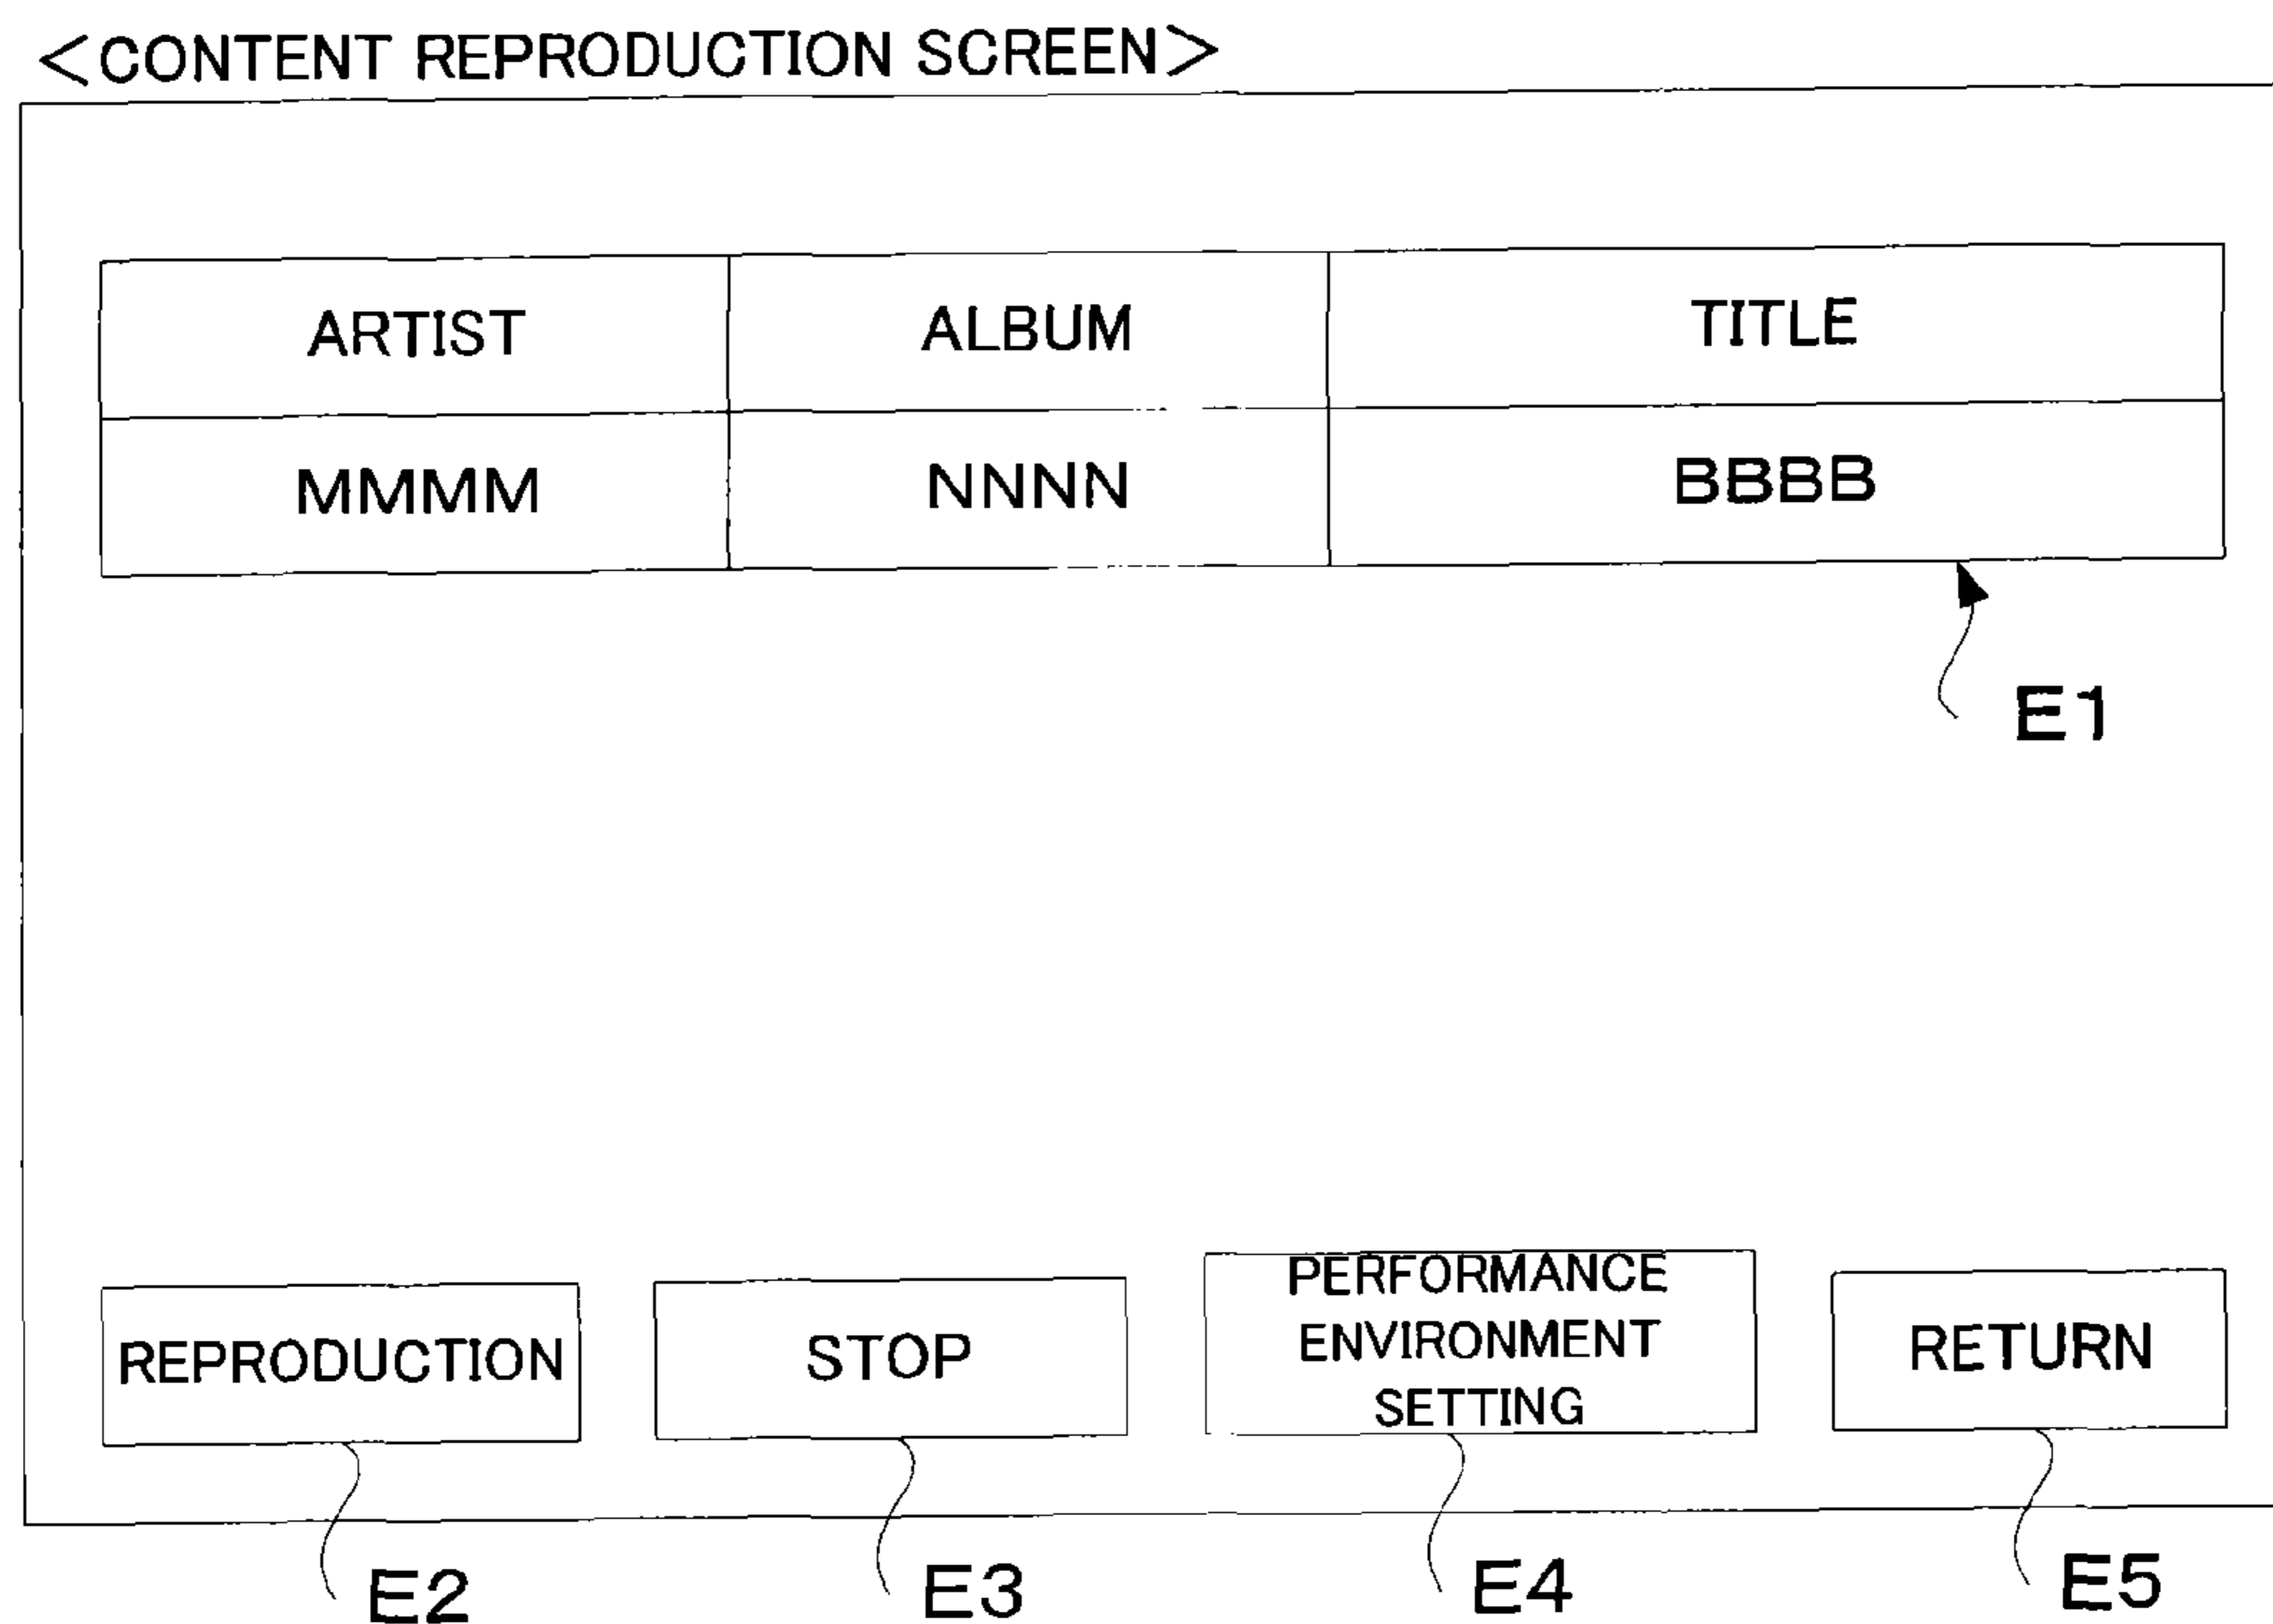 <CONTENT REPRODUCTION SCREEN>
ARTIST ALBUM TITLE
MMMM NNNN BBBB
E1
REPRODUCTION
STOP
PERFORMANCE
ENVIRONMENT
SETTING
RETURN
E2 E3 E4 E5